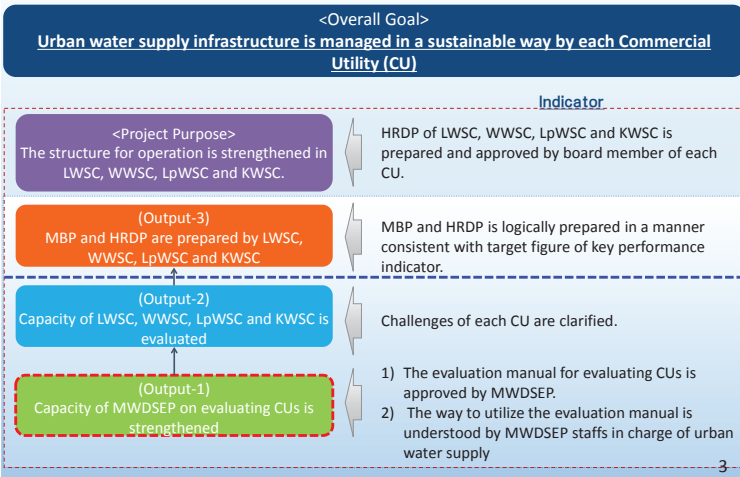 <Overall Goal>
Urban water supply infrastructure is managed in a sustainable way by each Commercial
Utility (CU)
Indicator
<Project Purpose>
The structure for operation is strengthened in
LWSC, WWSC, LpWSC and KWSC.
HRDP of LWSC, WWSC, LpWSC and KWSC is
prepared and approved by board member of each
CU.
(Output-3)
MBP and HRDP are prepared by LWSC,
WWSC, LpWSC and KWSC
MBP and HRDP is logically prepared in a manner
consistent with target figure of key performance
indicator.
(Output-2)
Capacity of LWSC, WWSC, LpWSC and KWSC is
evaluated
Challenges of each CU are clarified.
(Output-1)
Capacity of MWDSEP on evaluating CUs is
strengthened
1) The evaluation manual for evaluating CUs is
approved by MWDSEP.
2) The way to utilize the evaluation manual is
understood by MWDSEP staffs in charge of urban
water supply
3